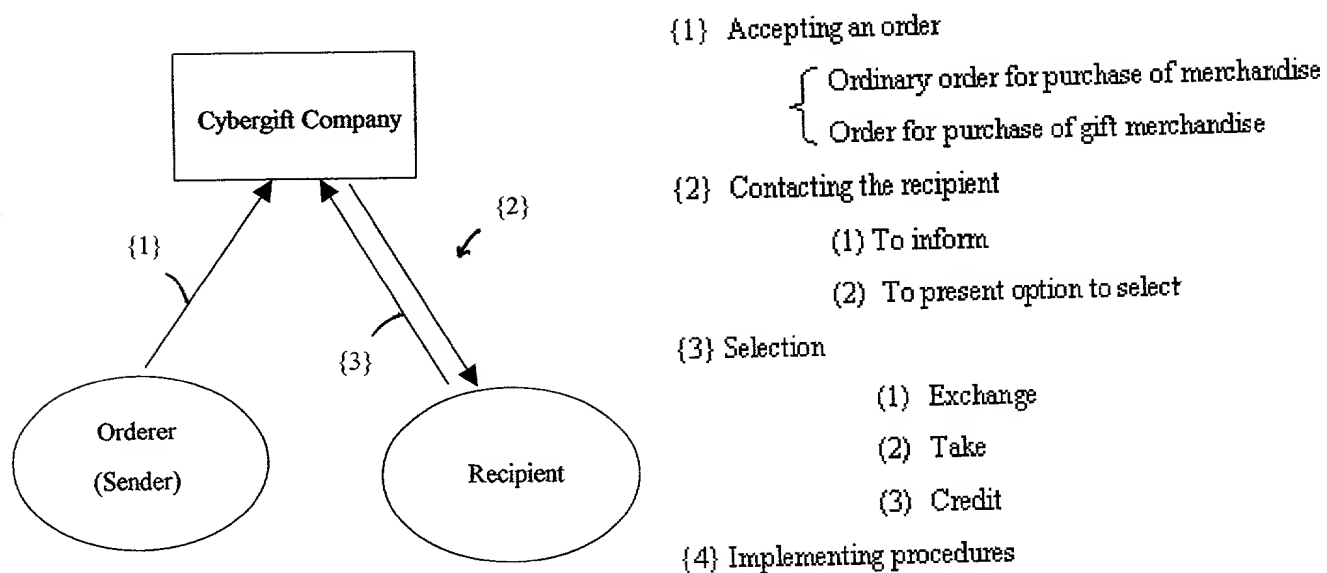 Cybergift Company
{1}
{2}
{3}
Orderer
(Sender)
Recipient
{1} Accepting an order
Ordinary order for purchase of merchandise
Order for purchase of gift merchandise
{2} Contacting the recipient
(1) To inform
(2) To present option to select
{3} Selection
(1) Exchange
(2) Take
(3) Credit
{4} Implementing procedures